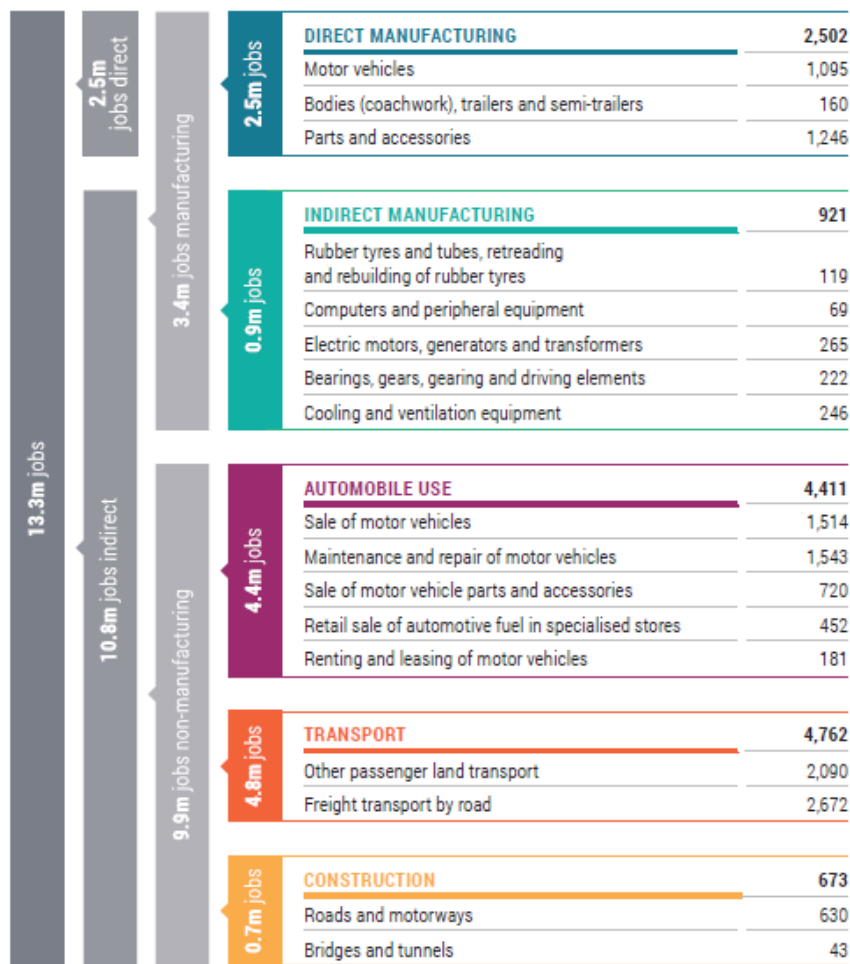 13.3m jobs
2.5m
jobs direct
10.8m jobs indirect
3.4m jobs manufacturing
9.9m jobs non-manufacturing
2.5m jobs
DIRECT MANUFACTURING 2,502
Motor vehicles 1,095
Bodies (coachwork), trailers and semi-trailers 160
Parts and accessories 1,246
0.9m jobs
INDIRECT MANUFACTURING 921
Rubber tyres and tubes, retreading
and rebuilding of rubber tyres 119
Computers and peripheral equipment 69
Electric motors, generators and transformers 265
Bearings, gears, gearing and driving elements 222
Cooling and ventilation equipment 246
4.4m jobs
AUTOMOBILE USE 4,411
Sale of motor vehicles 1,514
Maintenance and repair of motor vehicles 1,543
Sale of motor vehicle parts and accessories 720
Retail sale of automotive fuel in specialised stores 452
Renting and leasing of motor vehicles 181
4.8m jobs
TRANSPORT 4,762
Other passenger land transport 2,090
Freight transport by road 2,672
0.7m jobs
CONSTRUCTION 673
Roads and motorways 630
Bridges and tunnels 43